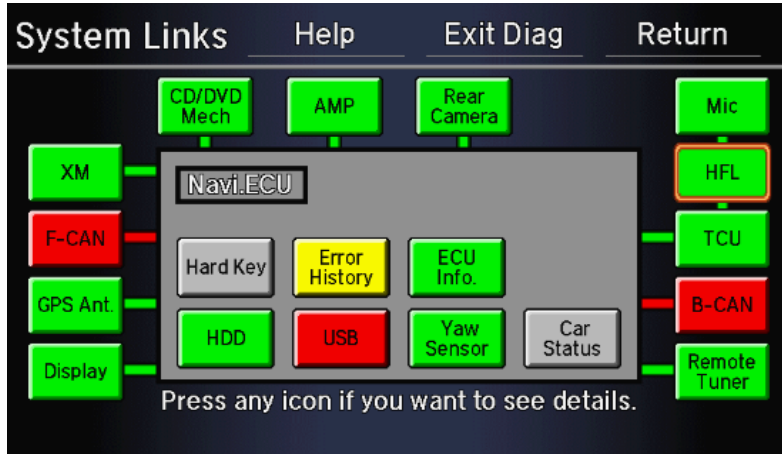 System Links Help Exit Diag Return
CD/DVD
Mech
AMP
Rear
Camera
Mic
XM
Navi.ECU
HFL
F-CAN
Hard Key
Error
History
ECU
Info.
TCU
GPS Ant.
HDD
USB
Yaw
Sensor
Car
Status
B-CAN
Display
Remote
Tuner
Press any icon if you want to see details.